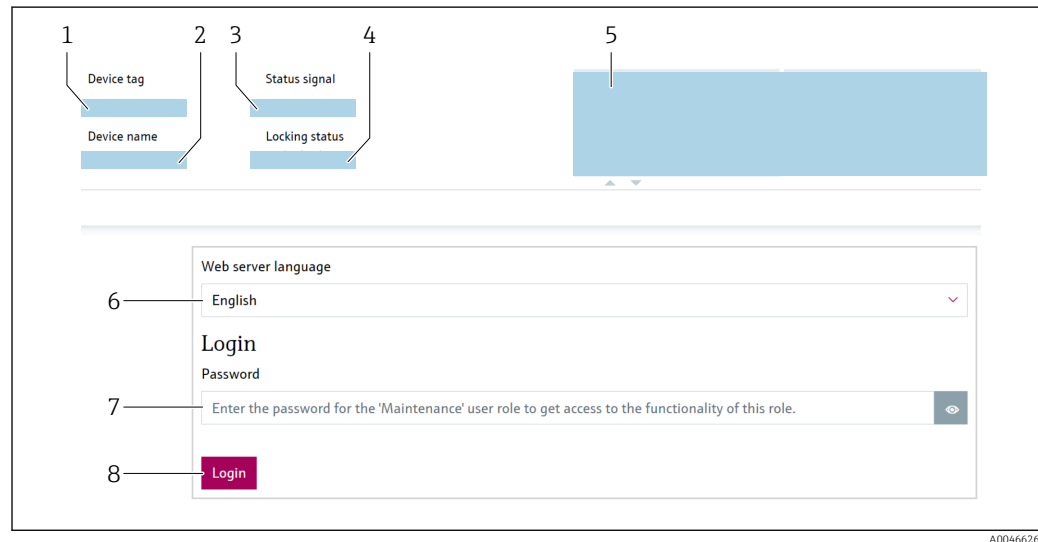 1 2 3 4 5
Device tag Status signal
Device name Locking status
Web server language
6 English
Login
Password
7 Enter the password for the 'Maintenance' user role to get access to the functionality of this role.
8 Login
A0046626